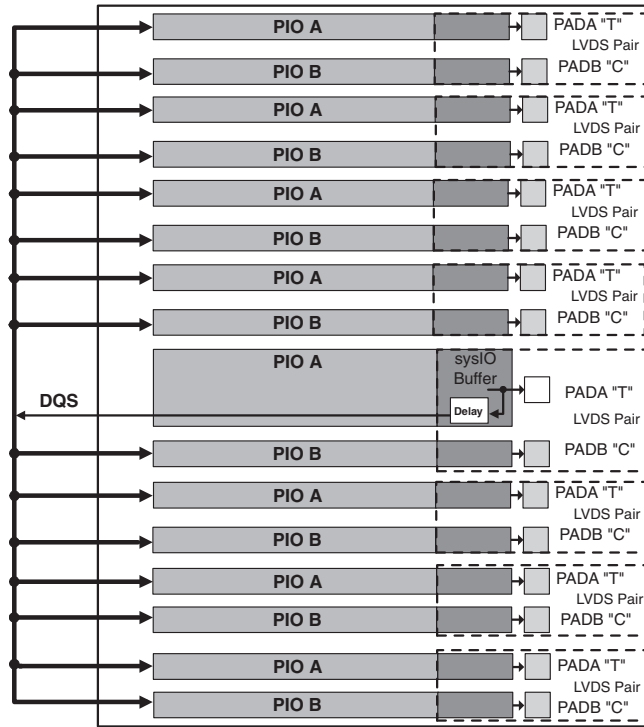 PIO A PADA "T"
LVDS Pair
PIO B PADB "C"
PIO A PADA "T"
LVDS Pair
PIO B PADB "C"
PIO A PADA "T"
LVDS Pair
PIO B PADB "C"
PIO A PADA "T"
LVDS Pair
PIO B PADB "C"
PIO A sysIO
Buffer
PADA "T"
DQS Delay
LVDS Pair
PIO B PADB "C"
PIO A PADA "T"
LVDS Pair
PIO B PADB "C"
PIO A PADA "T"
LVDS Pair
PIO B PADB "C"
PIO A PADA "T"
LVDS Pair
PIO B PADB "C"